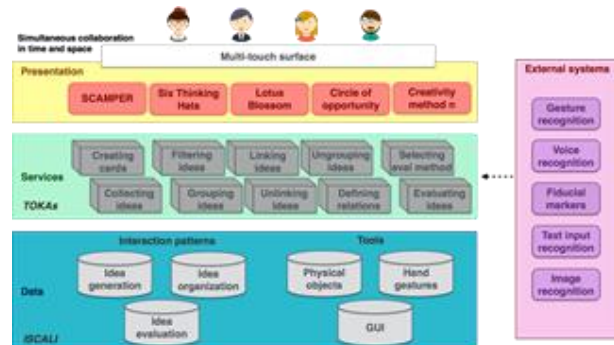 Simultaneous collaboration
in time and space
Multi-touch surface
Presentation
SCAMPER
Six Thinking
Hats
Lotus
Blossom
Circle of
opportunity
Creativity
method n
Services
TOKAs
Creating
cards
Filtering
ideas
Linking
ideas
Ungrouping
ideas
Selecting
aval method
Collecting
ideas
Grouping
ideas
Unlinking
ideas
Defining
relations
Evaluating
ideas
Data
ISCALI
Interaction patterns
Idea
generation
Idea
organization
Idea
evaluation
Tools
Physical
objects
Hand
gestures
GUI
External systems
Gesture
recognition
Voice
recognition
Fiducial
markers
Text input
recognition
Image
recognition